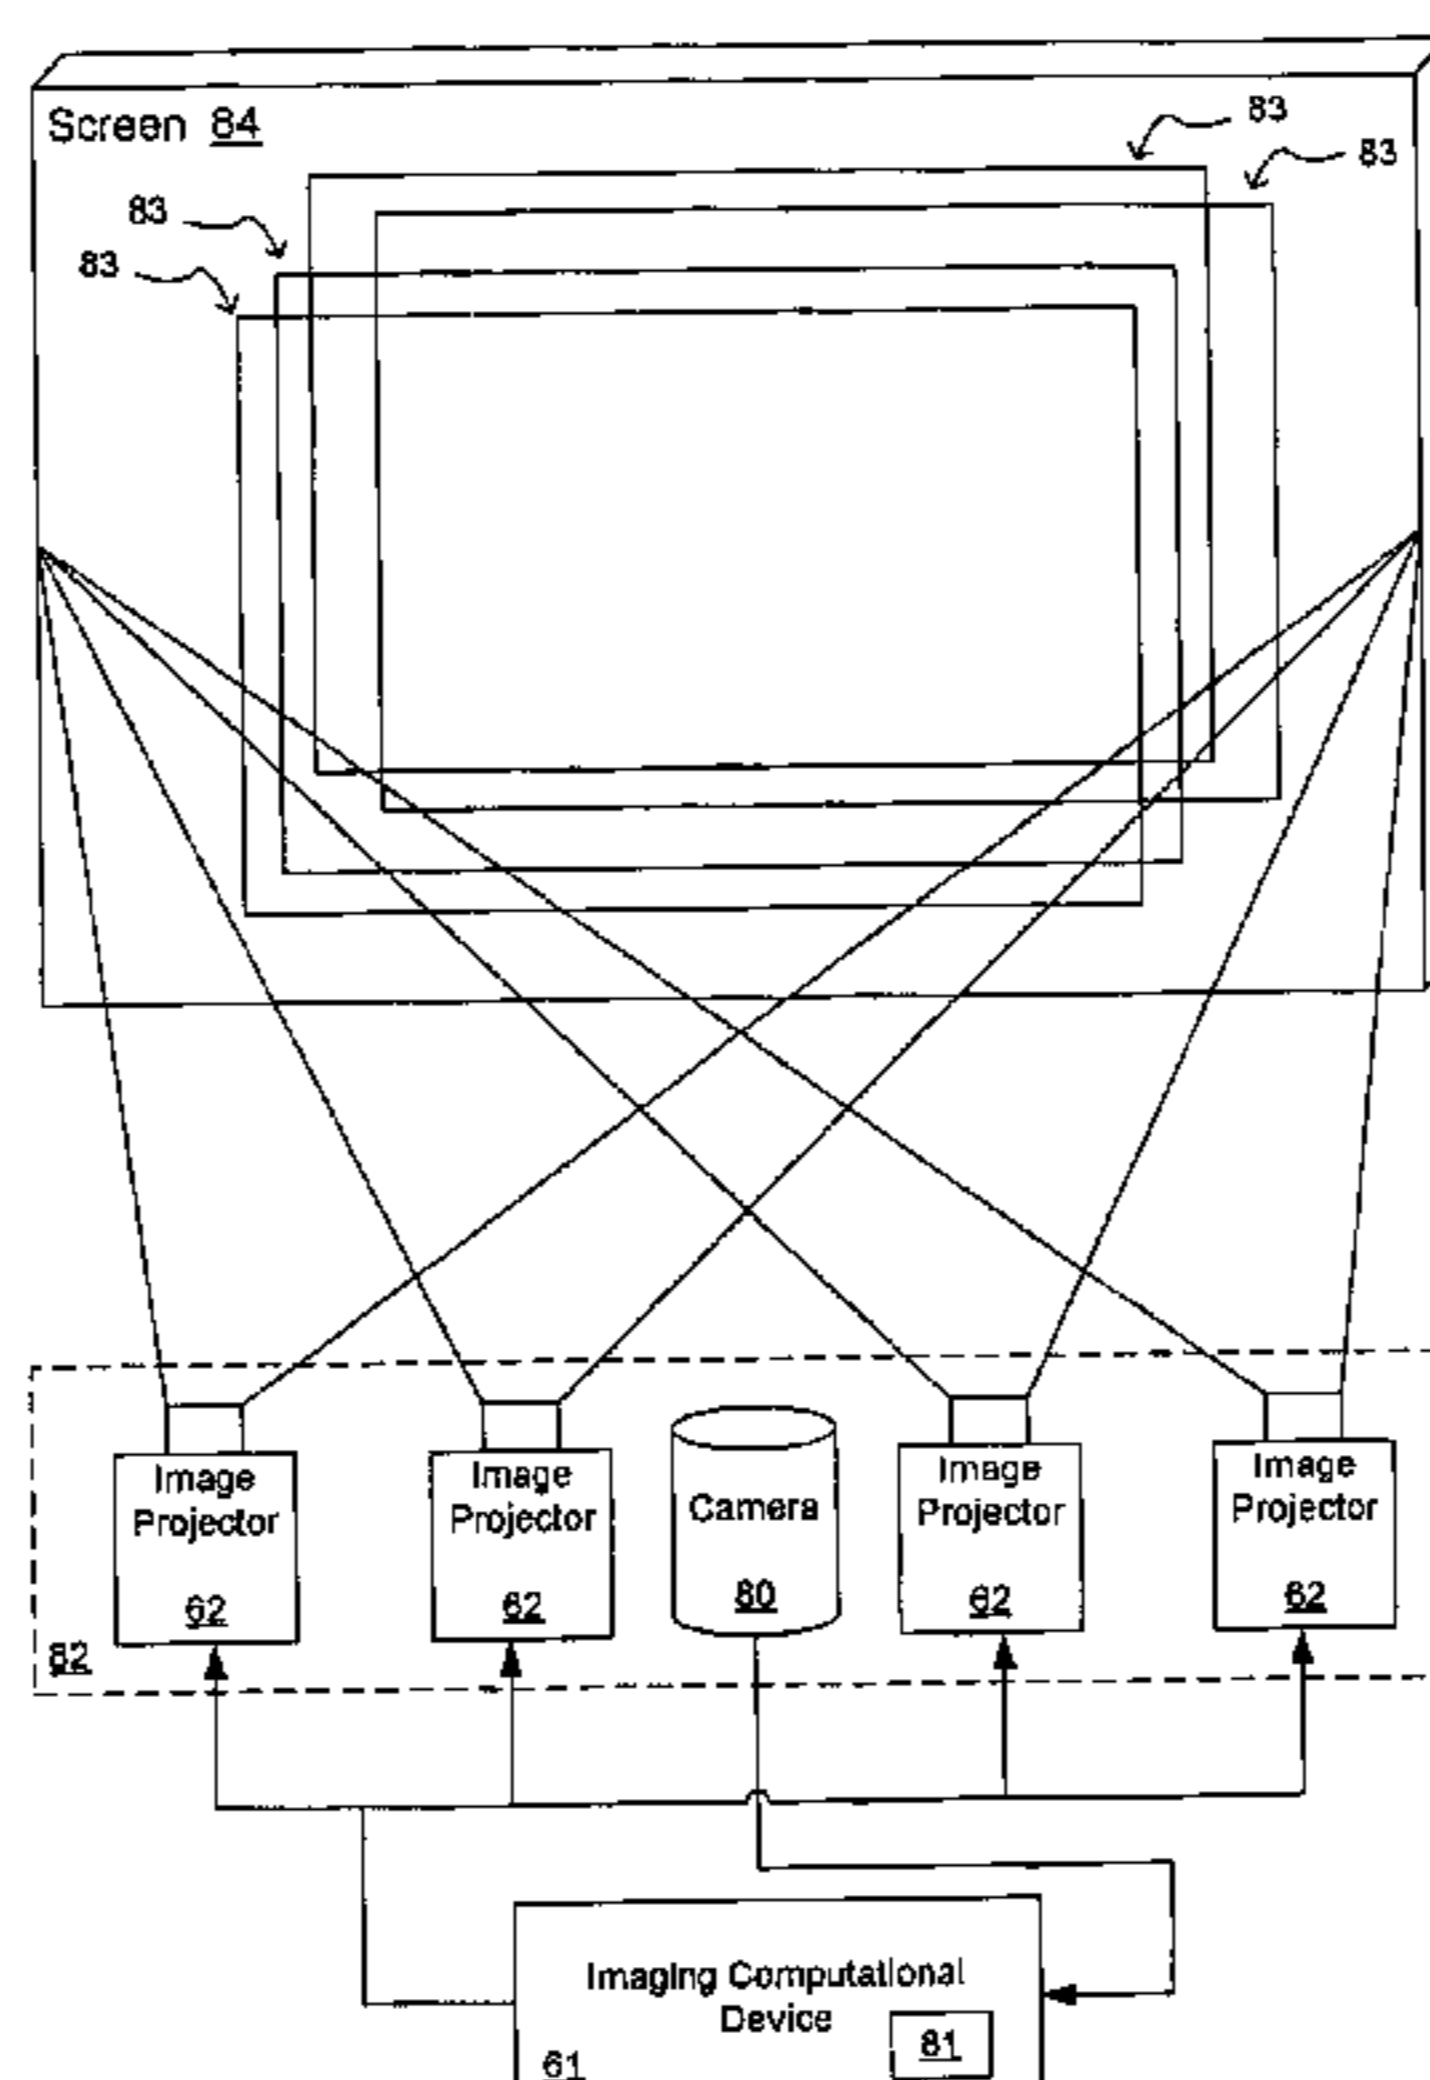 Screen 84
83
83
83
83
Image
Projector
62
Image
Projector
62
Camera
80
Image
Projector
62
Image
Projector
62
82
Imaging Computational
Device
81
61